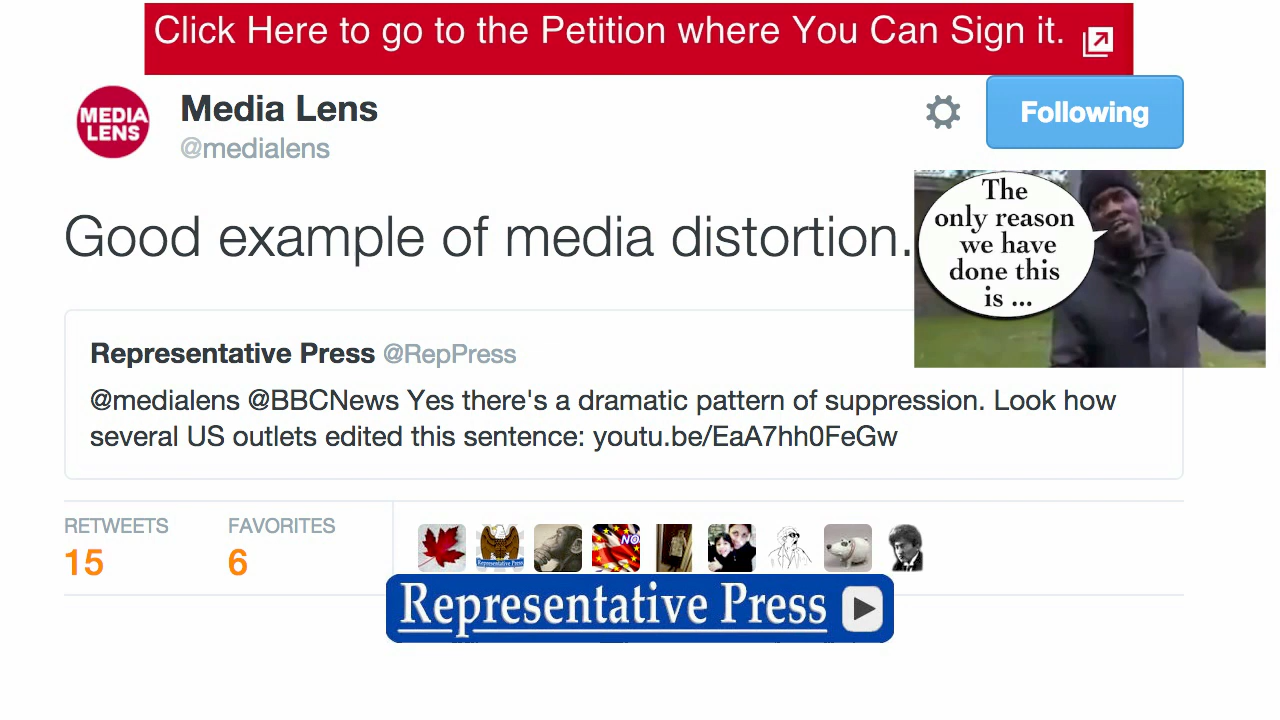 Click Here to go to the Petition where You Can Sign it.
MEDIA
LENS
Media Lens
@medialens
Following
Good example of media distortion.
The
only reason
we have
done this
is ...
Representative Press @RepPress
@medialens @BBCNews Yes there's a dramatic pattern of suppression. Look how
several US outlets edited this sentence: youtu.be/EaA7hh0FeGw
RETWEETS
FAVORITES
15
6
Representative Press
NO
Representative Press